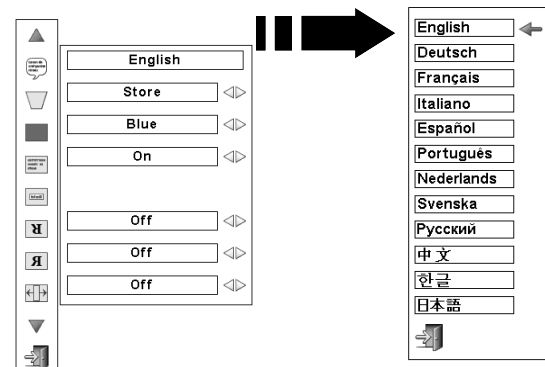 English
Store
Blue
On
Off
Off
Off
R
R
English
Deutsch
Français
Italiano
Español
Português
Nederlands
Svenska
Русский
中文
한글
日本語